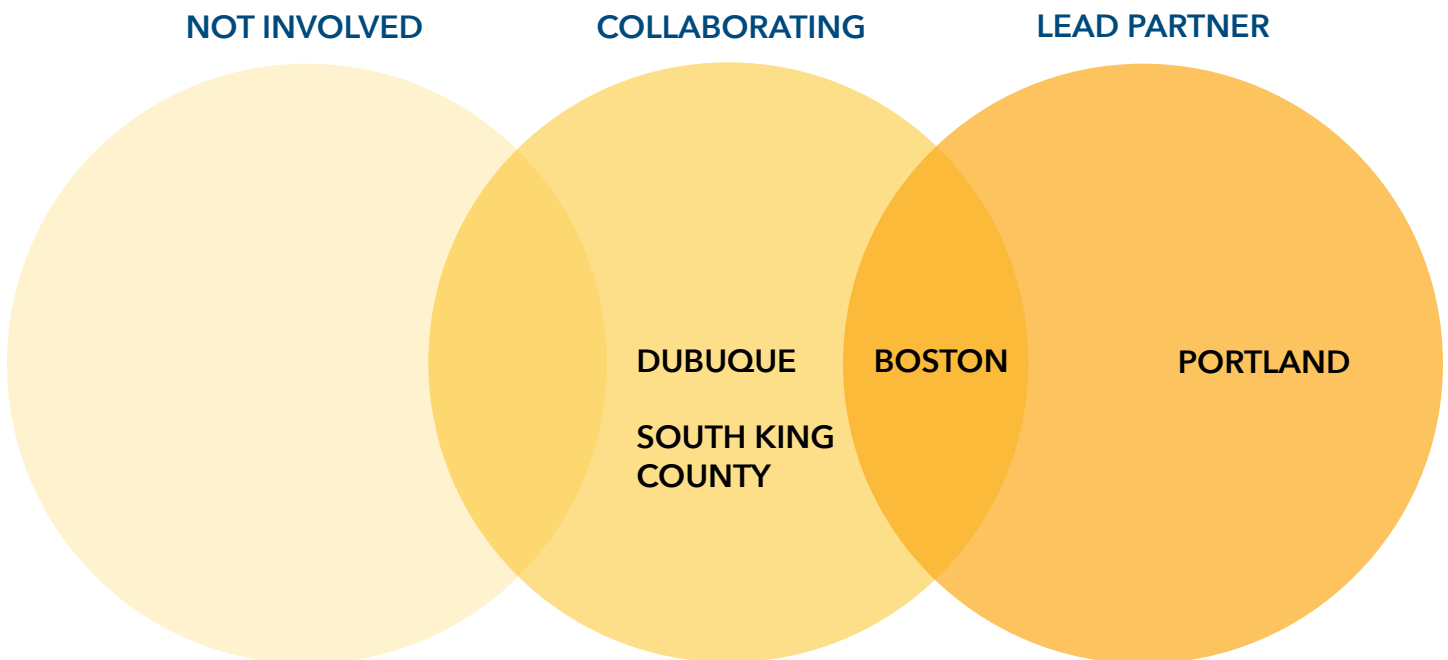 NOT INVOLVED
COLLABORATING
LEAD PARTNER
DUBUQUE
SOUTH KING
COUNTY
BOSTON
PORTLAND